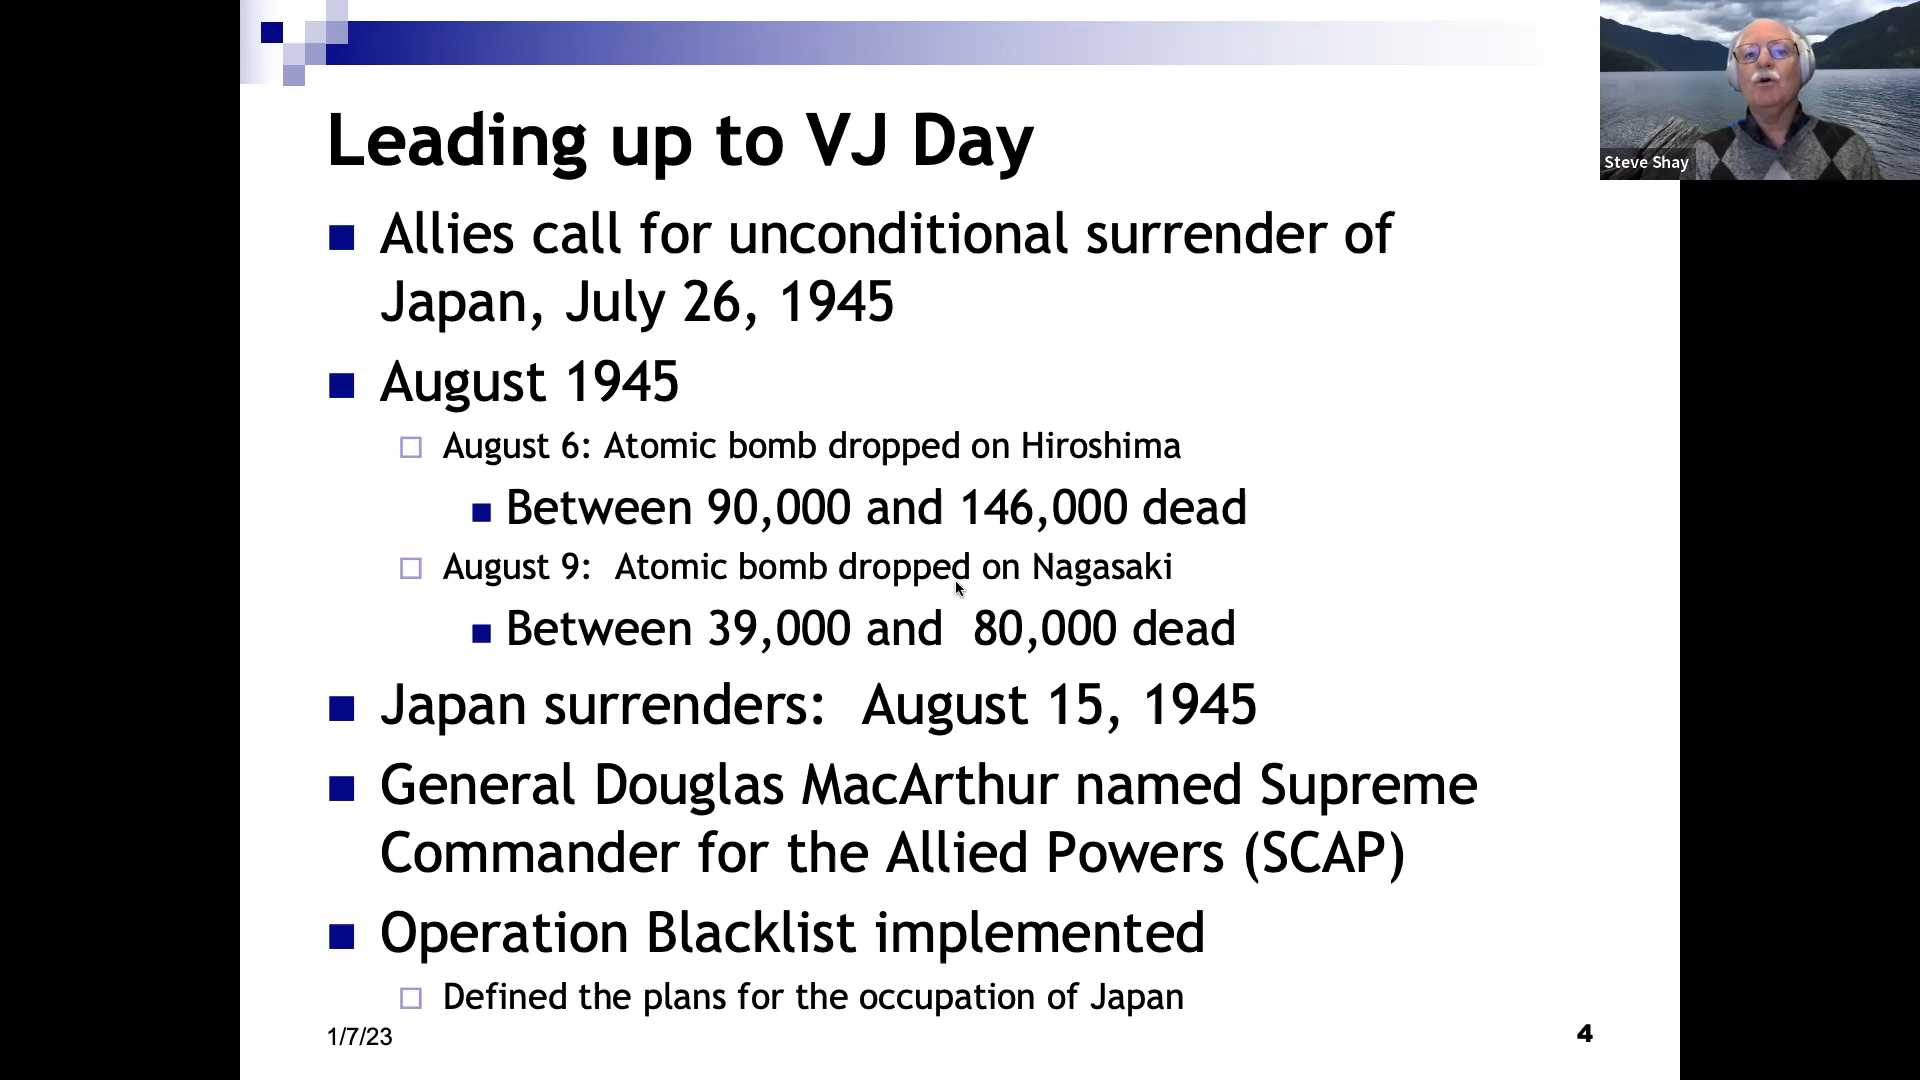 Leading up to VJ Day
Allies call for unconditional surrender of
Japan, July 26, 1945
August 1945
August 6: Atomic bomb dropped on Hiroshima
Between 90,000 and 146,000 dead
August 9:  Atomic bomb dropped on Nagasaki
Between 39,000 and  80,000 dead
Japan surrenders:  August 15, 1945
General Douglas MacArthur named Supreme
Commander for the Allied Powers (SCAP)
Operation Blacklist implemented
Defined the plans for the occupation of Japan
1/7/23
4
Steve Shay